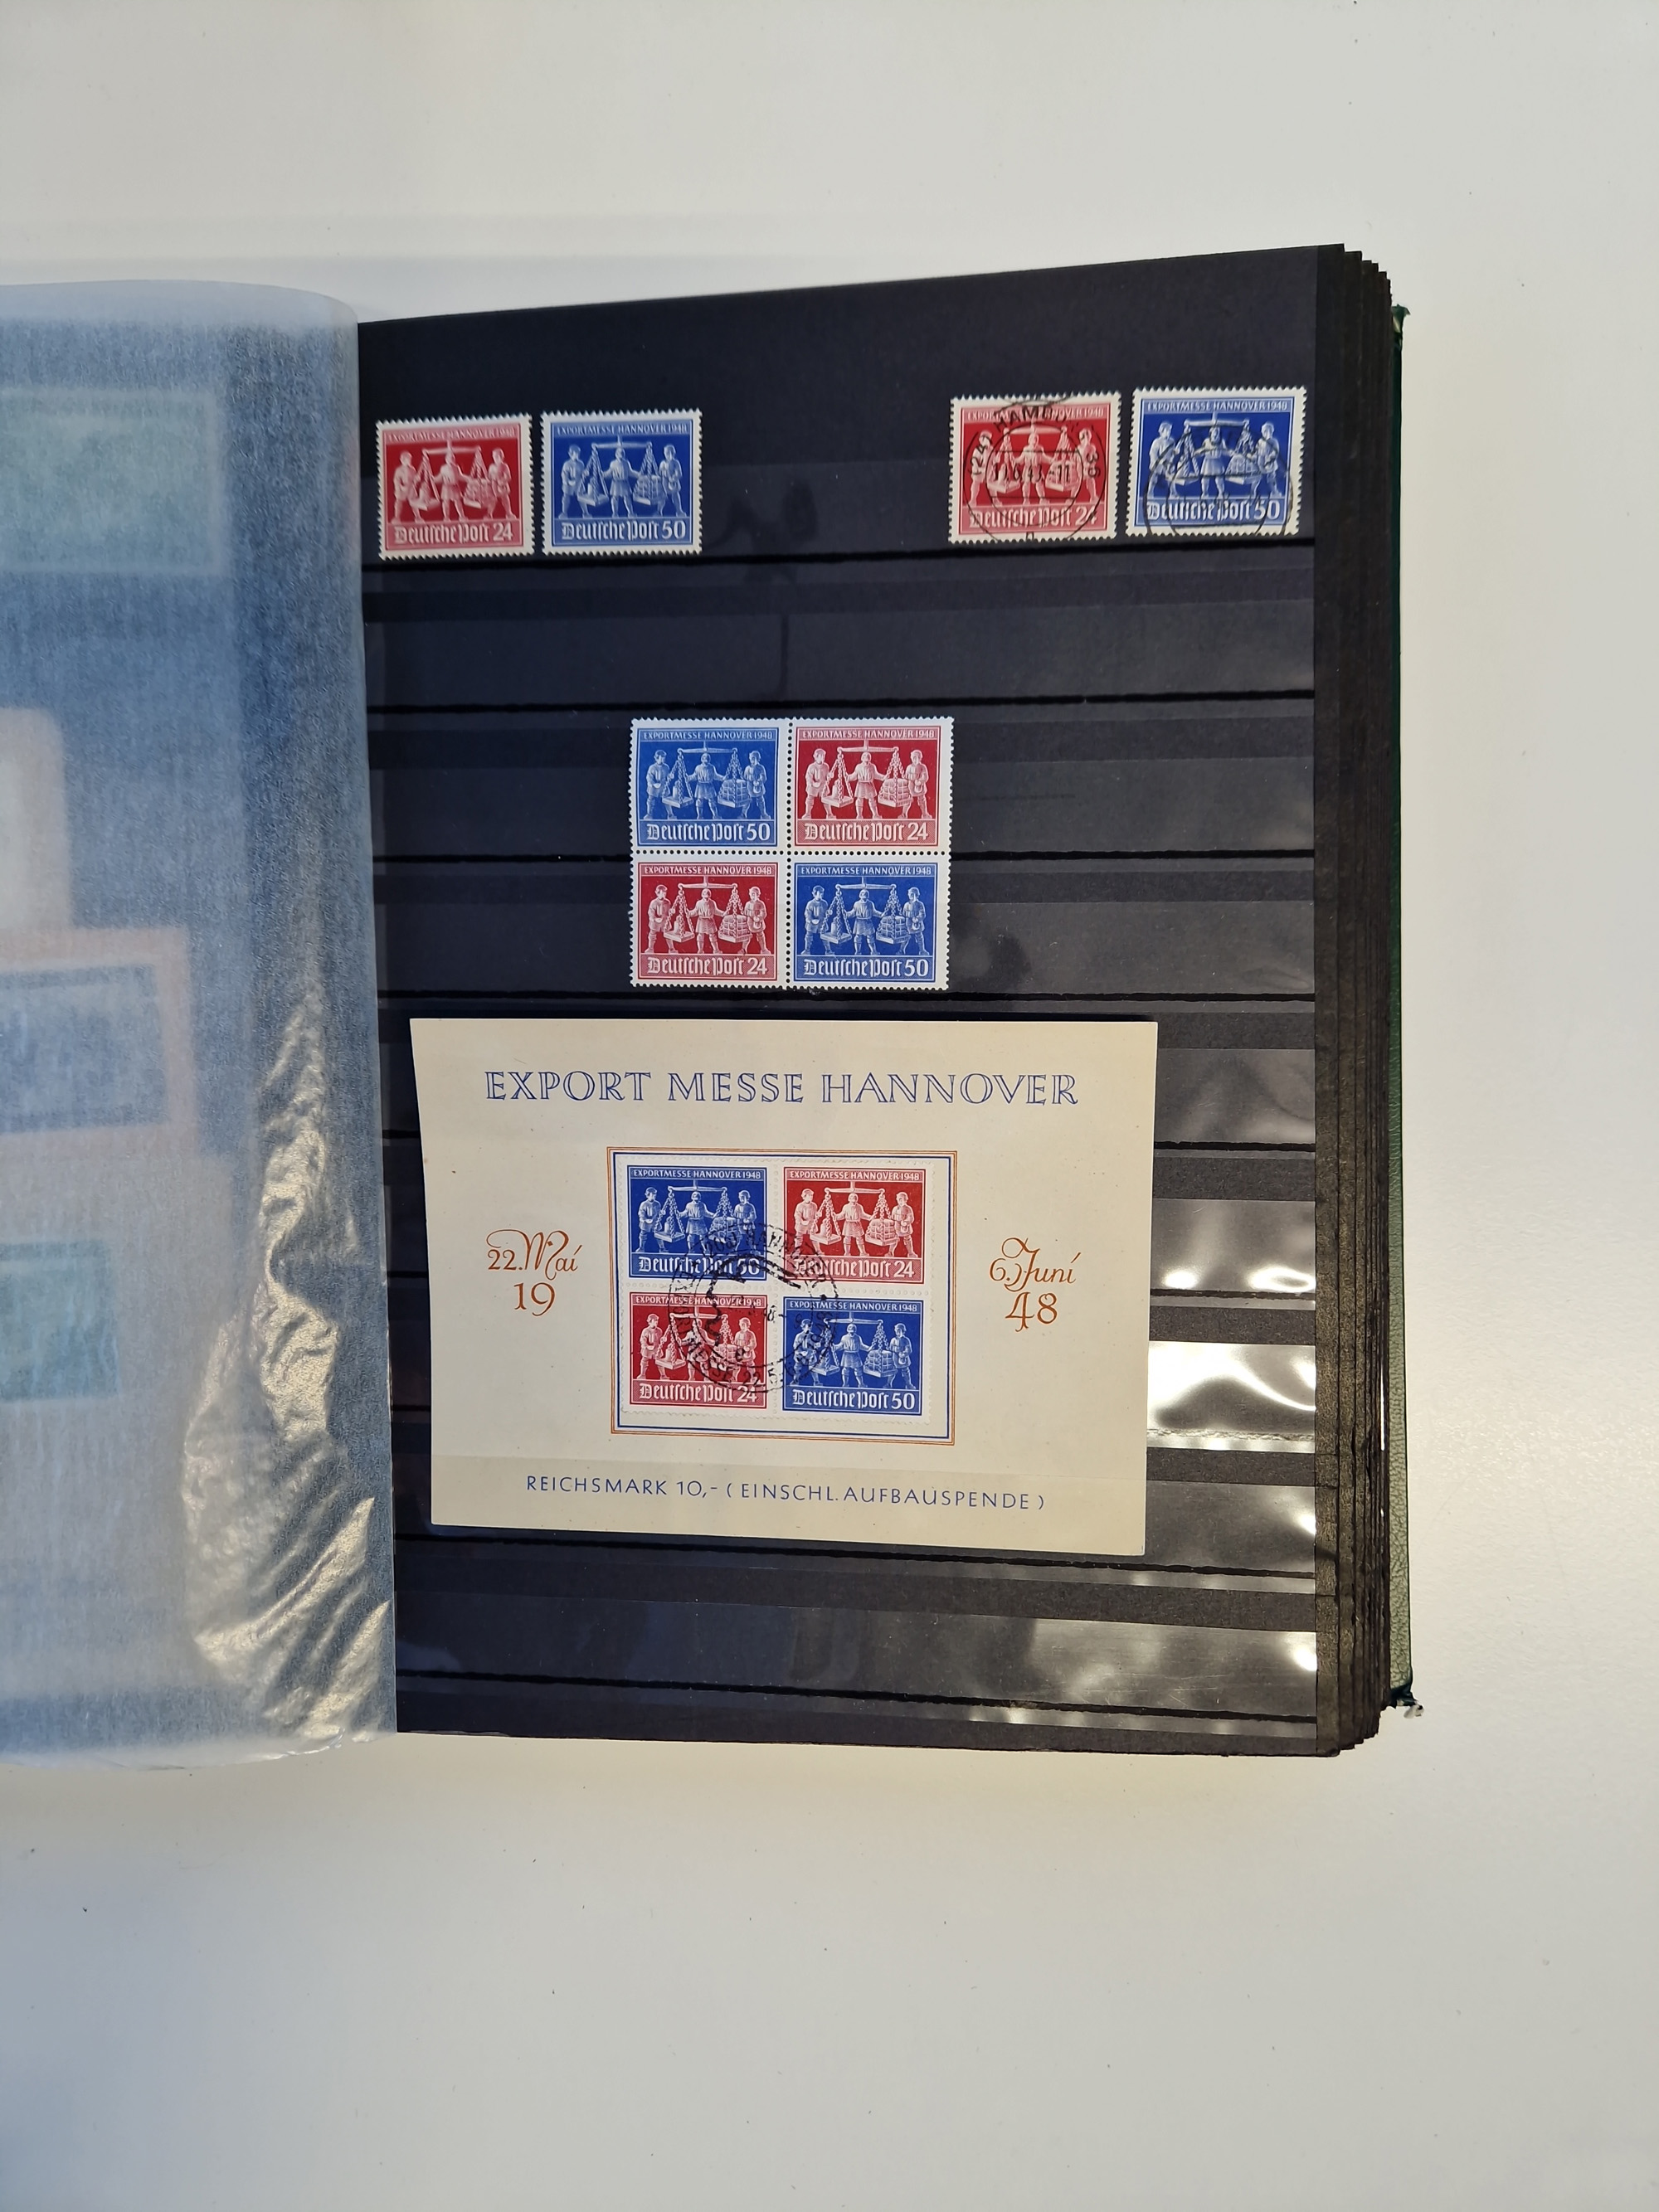 EXPORTMESSE HANNOVER 1948
Deutsche Post 24
EXPORTMESSE HANNOVER 1948
Deutsche Post 50
EXPORTMESSE HANNOVER 1948
Deutsche Post 24
EXPORTMESSE HANNOVER 1948
Deutsche Post 50
EXPORTMESSE HANNOVER 1948
Deutsche Post 50
EXPORTMESSE HANNOVER 1948
Deutsche Post 24
EXPORTMESSE HANNOVER 1948
Deutsche Post 24
EXPORTMESSE HANNOVER 1948
Deutsche Post 50
EXPORT MESSE HANNOVER
22. Mai
19
6. Juni
48
EXPORTMESSE HANNOVER 1948
Deutsche Post 50
EXPORTMESSE HANNOVER 1948
Deutsche Post 24
EXPORTMESSE HANNOVER 1948
Deutsche Post 24
EXPORTMESSE HANNOVER 1948
Deutsche Post 50
REICHSMARK 10,- ( EINSCHL. AUFBAUSPENDE )